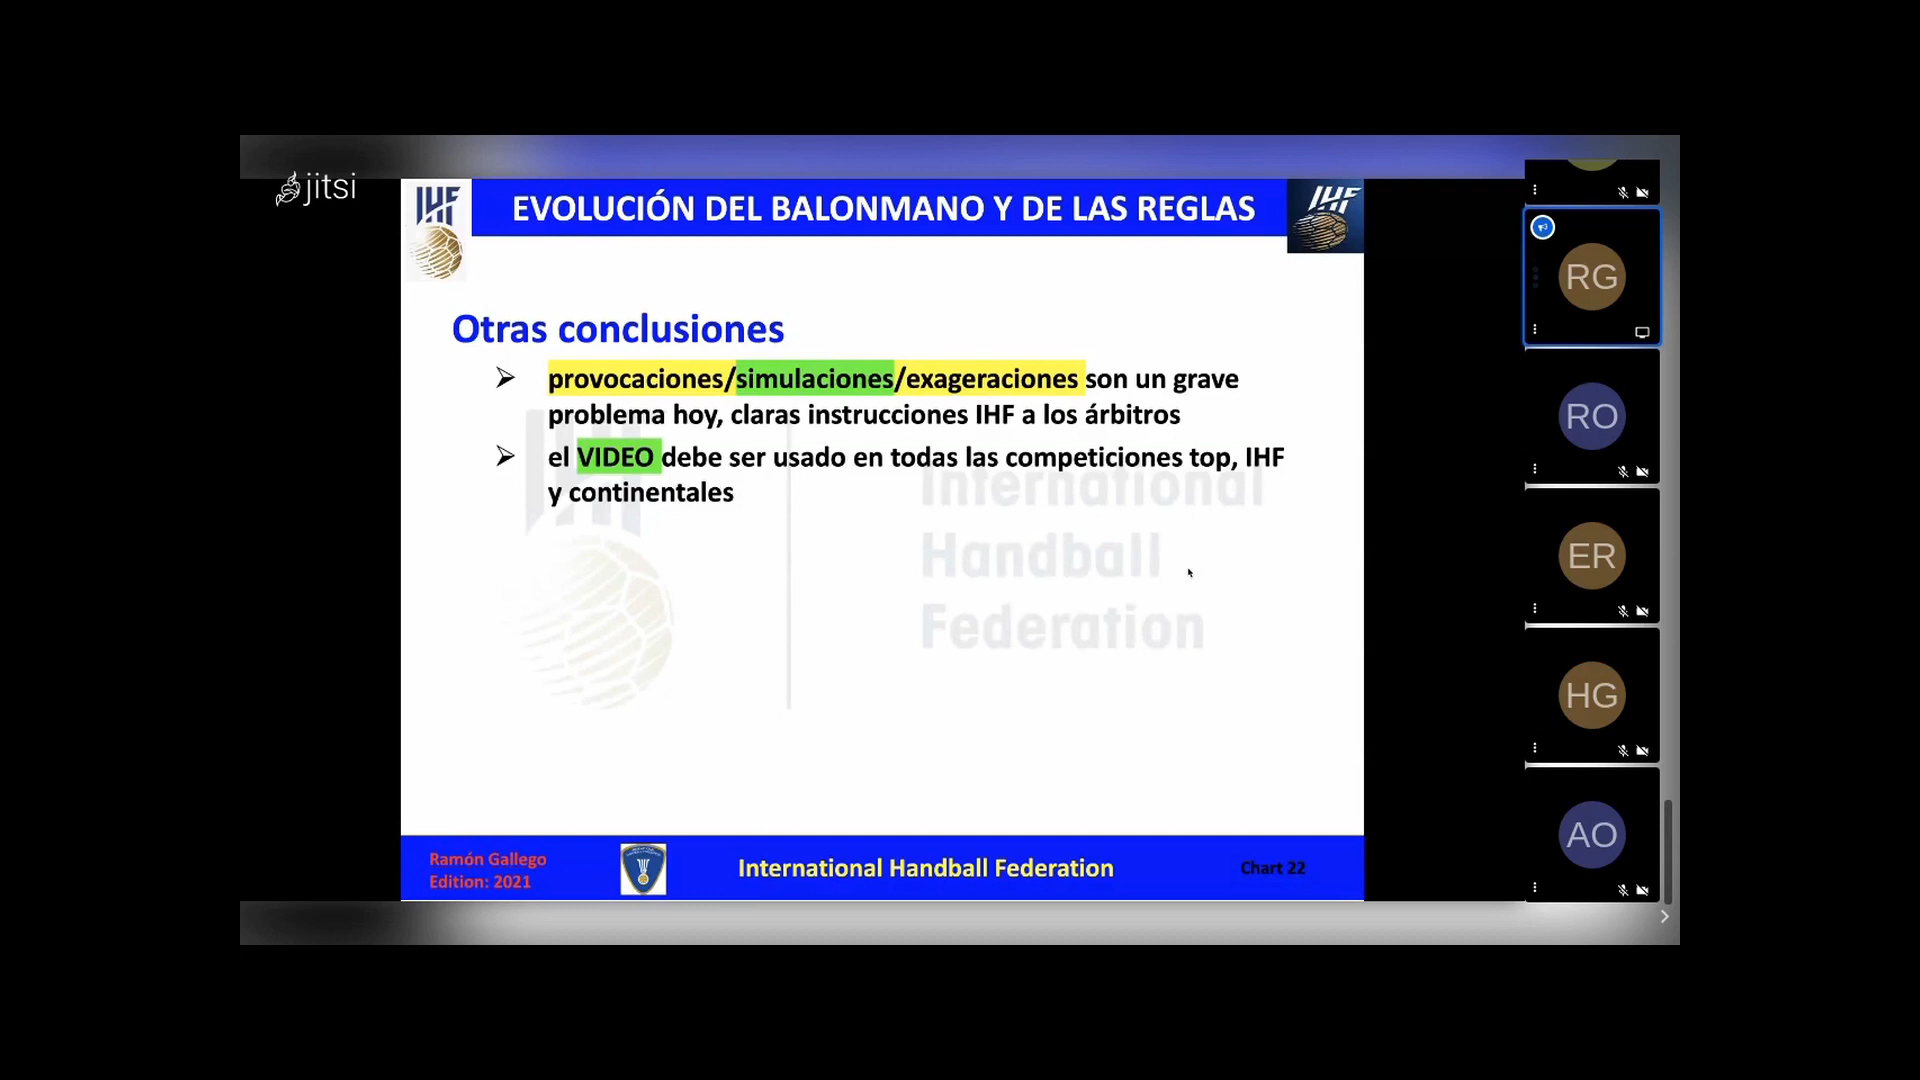 jitsi
IHF
EVOLUCIÓN DEL BALONMANO Y DE LAS REGLAS
IHF
Otras conclusiones
provocaciones/simulaciones/exageraciones son un grave
problema hoy, claras instrucciones IHF a los árbitros
el VIDEO debe ser usado en todas las competiciones top, IHF
y continentales
IHF
International
Handball
Federation
Ramón Gallego
Edition: 2021
International Handball Federation
Chart 22
RG
RO
ER
HG
AO